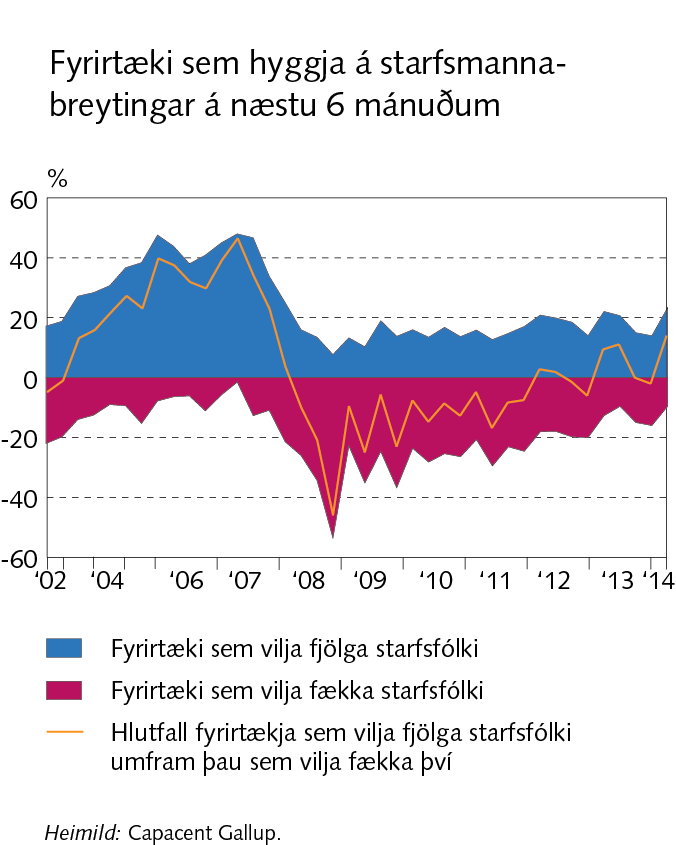 Fyrirtæki sem hyggja á starfsmanna-
breytingar á næstu 6 mánuðum
%
60
40
20
0
-20
-40
-60
‘02 ‘04 ‘06 ‘07 ‘08 ‘09 ‘10 ‘11 ‘12 ‘13 ‘14
Fyrirtæki sem vilja fjölga starfsfólki
Fyrirtæki sem vilja fækka starfsfólki
Hlutfall fyrirtækja sem vilja fjölga starfsfólki
umfram þau sem vilja fækka því
Heimild: Capacent Gallup.